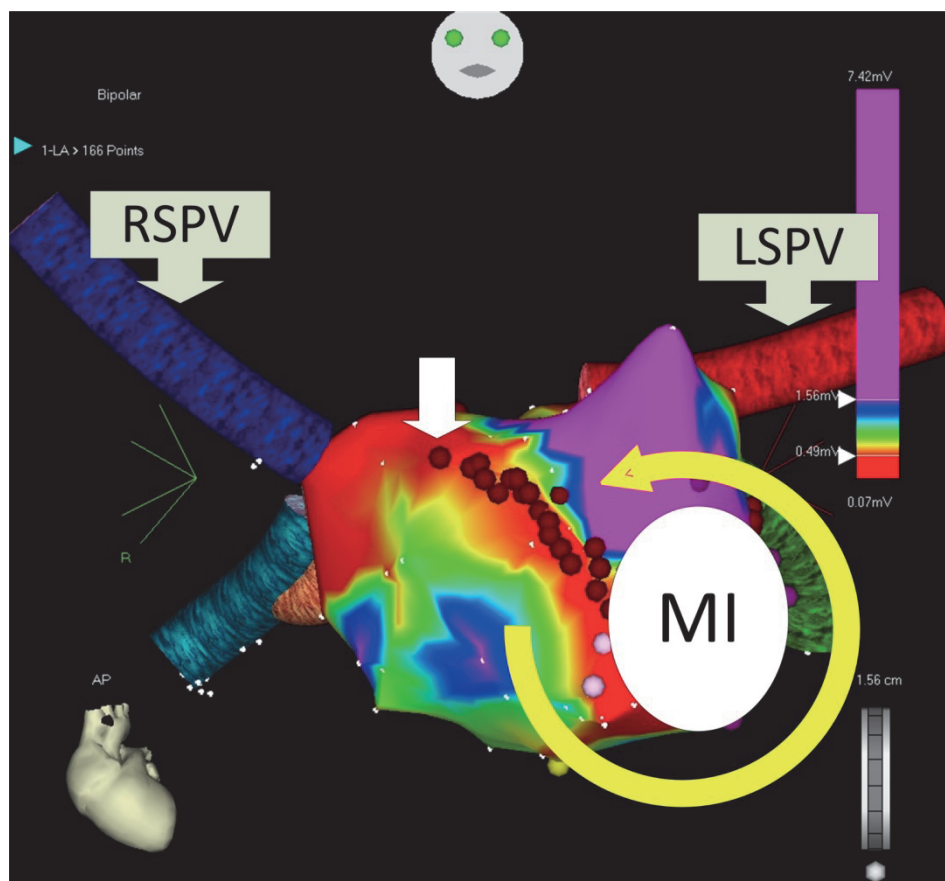 7.42mV
Bipolar
1-LA > 166 Points
RSPV
LSPV
1.56mV
0.49mV
0.07mV
R
MI
AP
1.56 cm